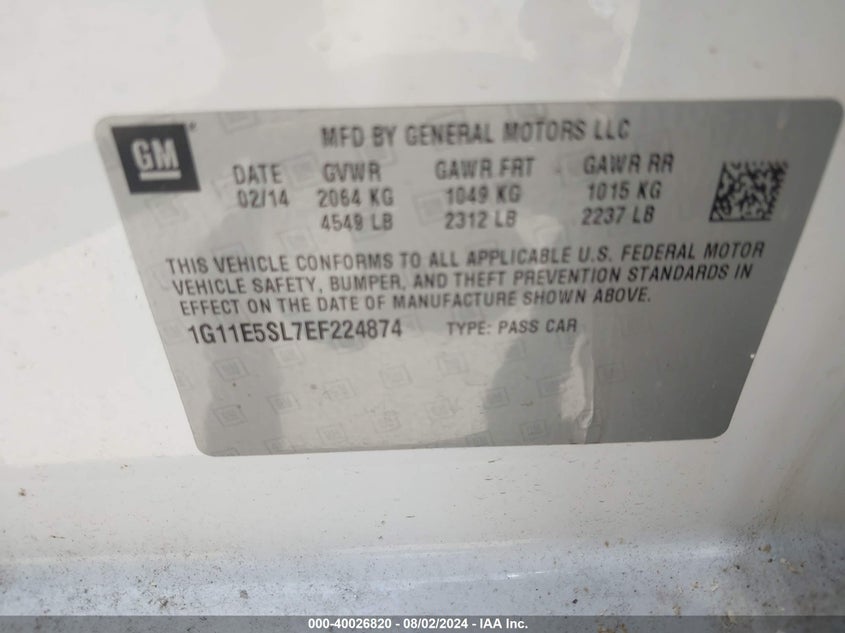 GM
MFD BY GENERAL MOTORS LLC
DATE GVWR GAWR FRT GAWR RR
02/14 2064 KG 1049 KG 1015 KG
4549 LB 2312 LB 2237 LB
THIS VEHICLE CONFORMS TO ALL APPLICABLE U.S. FEDERAL MOTOR
VEHICLE SAFETY, BUMPER, AND THEFT PREVENTION STANDARDS IN
EFFECT ON THE DATE OF MANUFACTURE SHOWN ABOVE.
1G11E5SL7EF224874 TYPE: PASS CAR
000-40026820 - 08/02/2024 - IAA Inc.